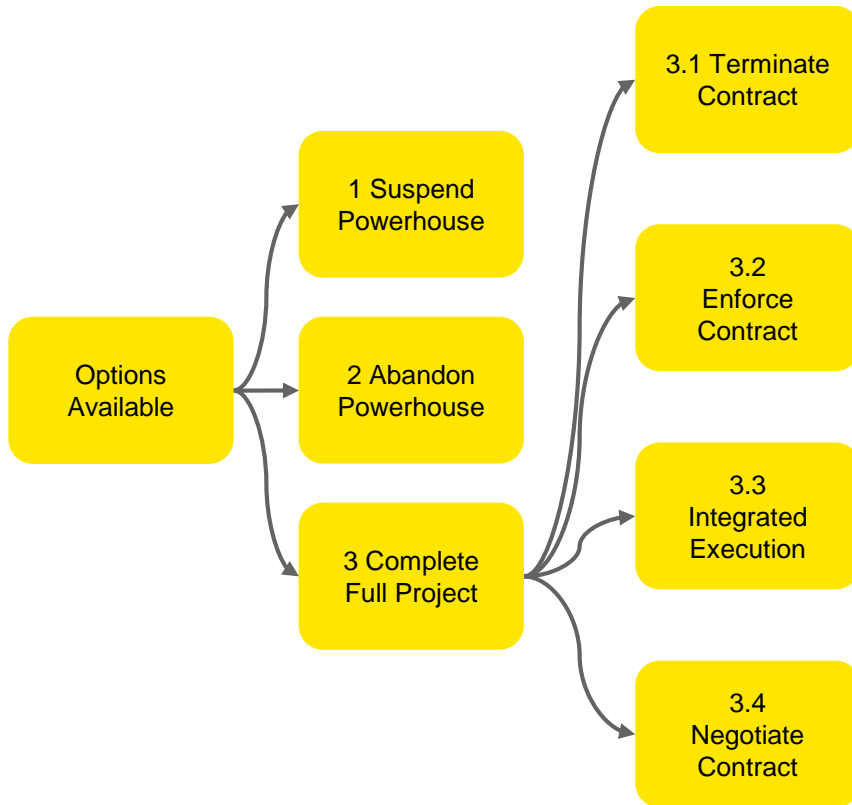 Options
Available
1 Suspend
Powerhouse
2 Abandon
Powerhouse
3 Complete
Full Project
3.1 Terminate
Contract
3.2
Enforce
Contract
3.3
Integrated
Execution
3.4
Negotiate
Contract